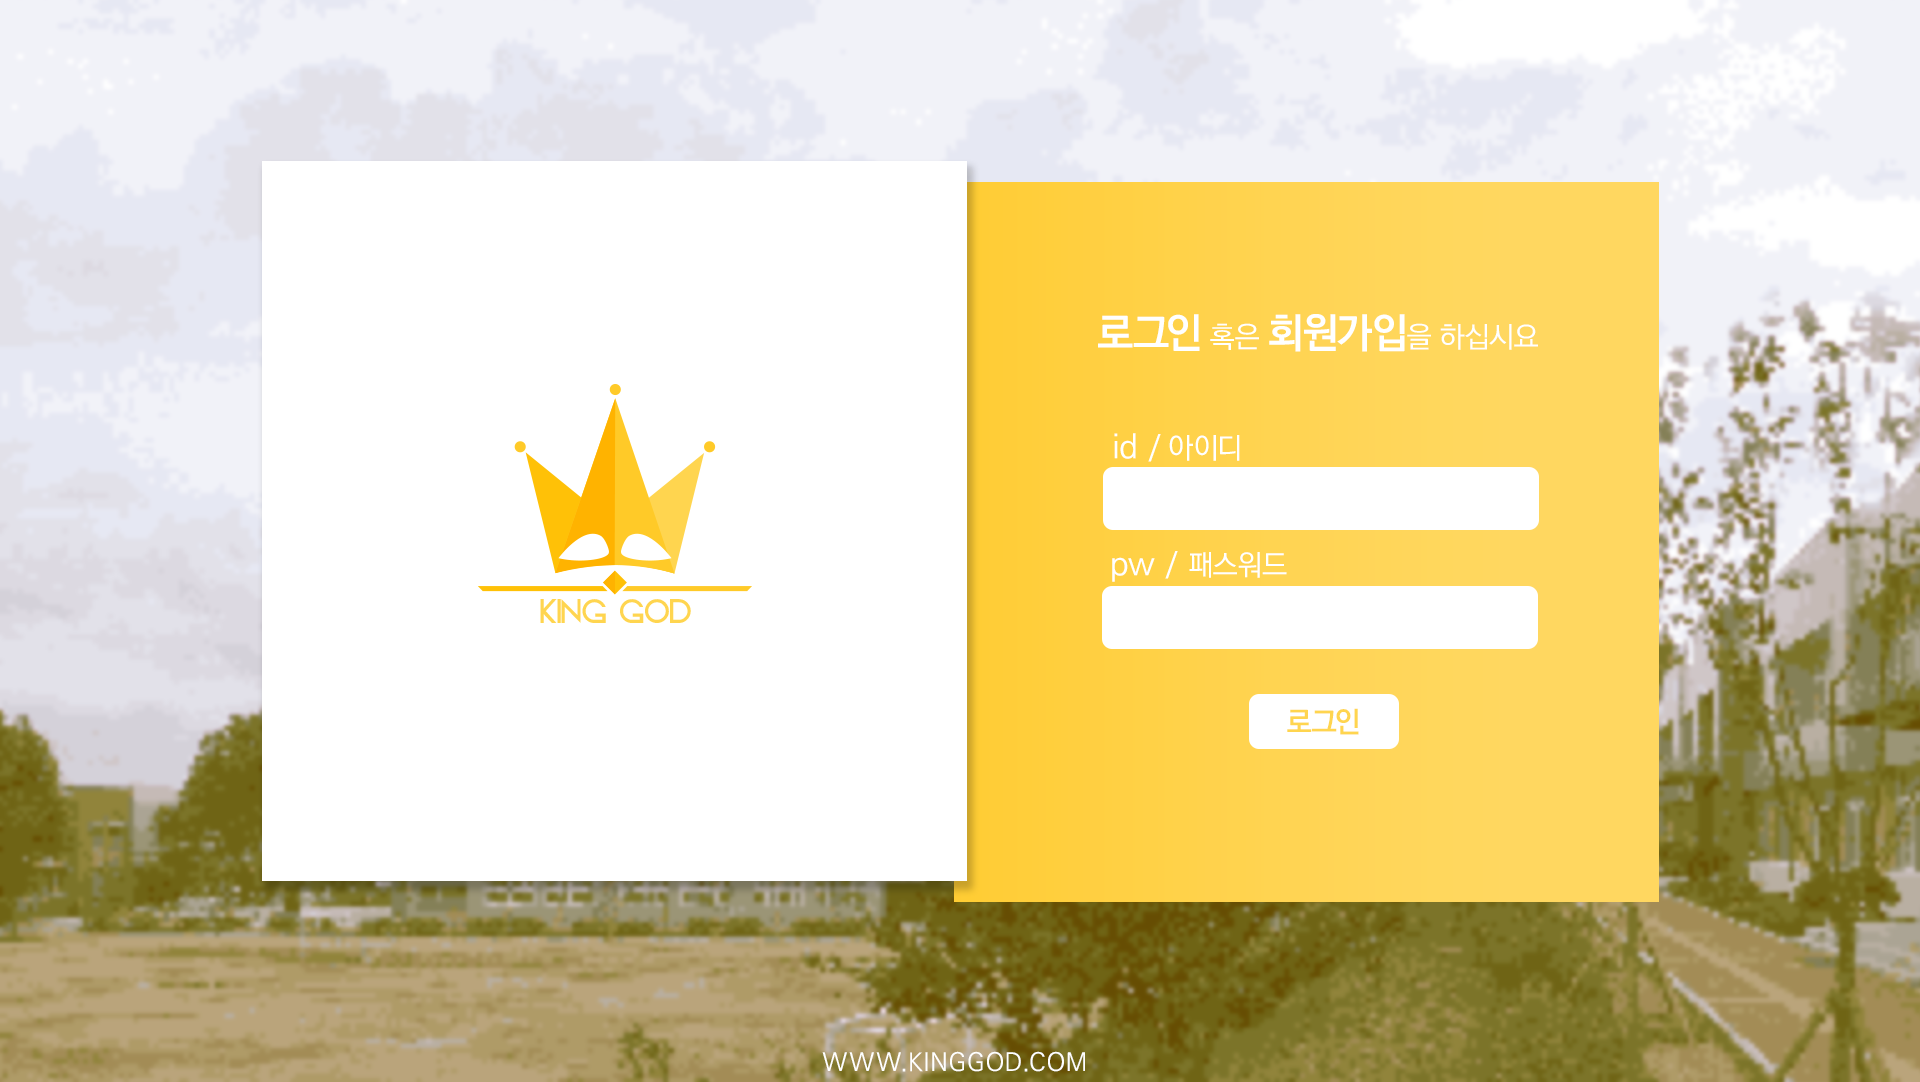 KING GOD
로그인 혹은 회원가입을 하십시요
id / 아이디
pw / 패스워드
로그인
WWW.KINGGOD.COM